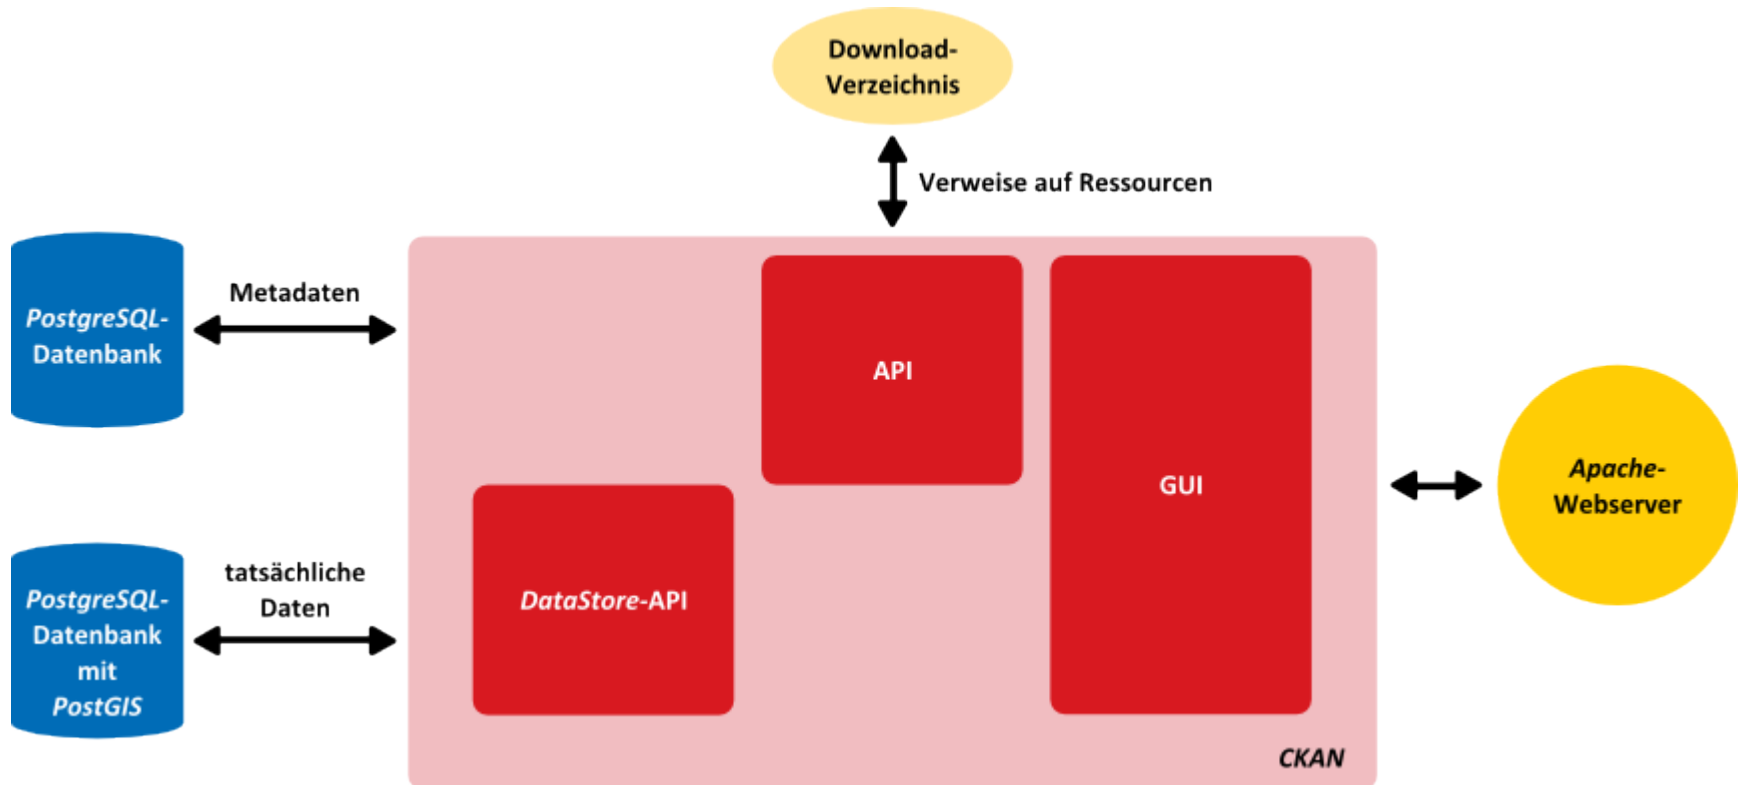 Download-
Verzeichnis
Verweise auf Ressourcen
Metadaten
PostgreSQL-
Datenbank
API
GUI
Apache-
Webserver
tatsächliche
Daten
PostgreSQL-
Datenbank
mit
PostGIS
DataStore-API
CKAN